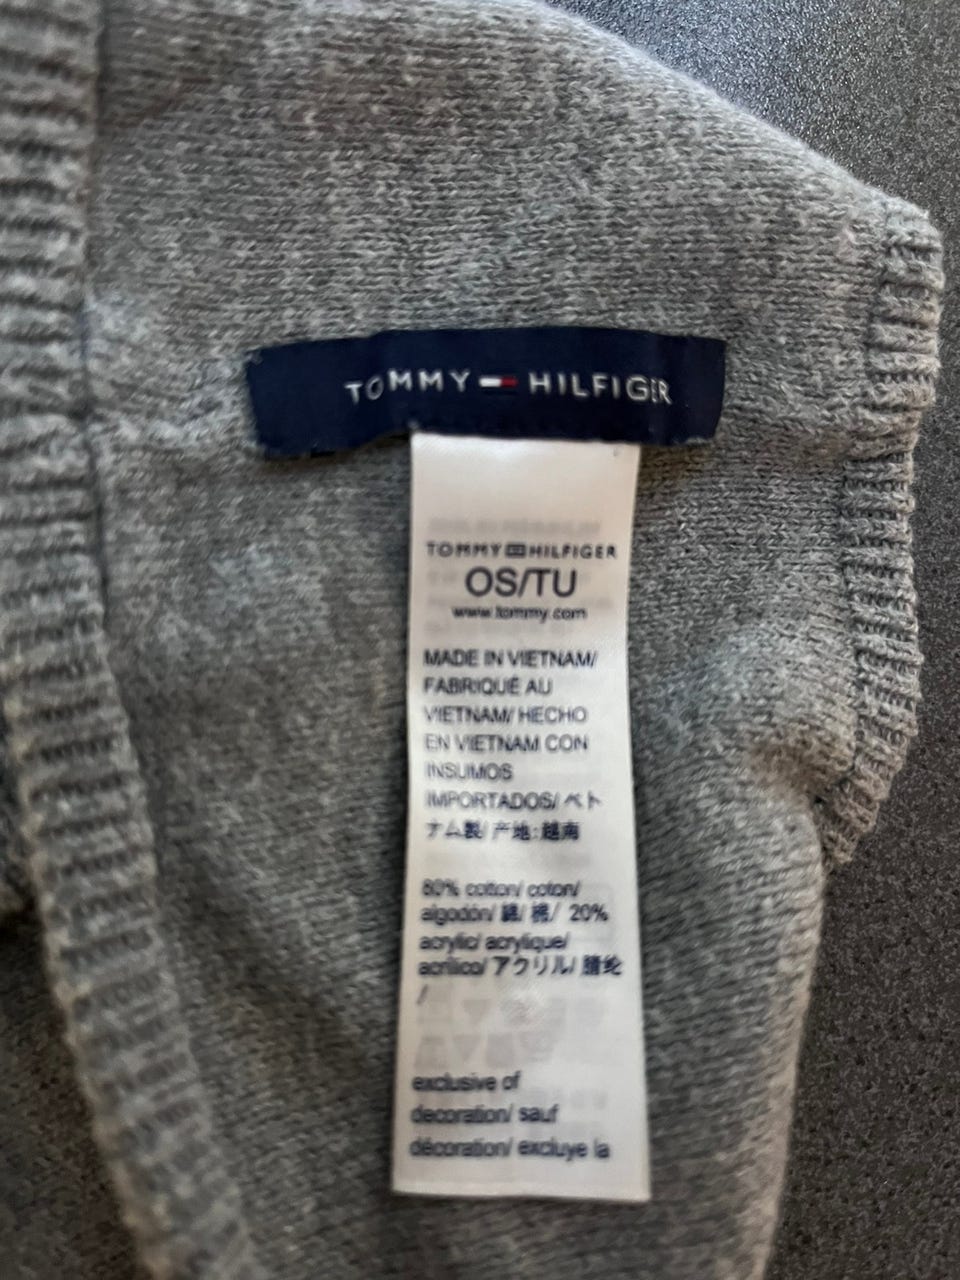 TOMMY HILFIGER
TOMMY HILFIGER
OS/TU
www.tommy.com
MADE IN VIETNAM/
FABRIQUÉ AU
VIETNAM/ HECHO
EN VIETNAM CON
INSUMOS
IMPORTADOS/ ベト
ナム製/ 产地:越南
80% cotton/ coton/
algodón/ 綿/ 棉/ 20%
acrylic/ acrylique/
acrílico/ アクリル/ 腈纶
/
exclusive of
decoration/ sauf
décoration/ excluye la